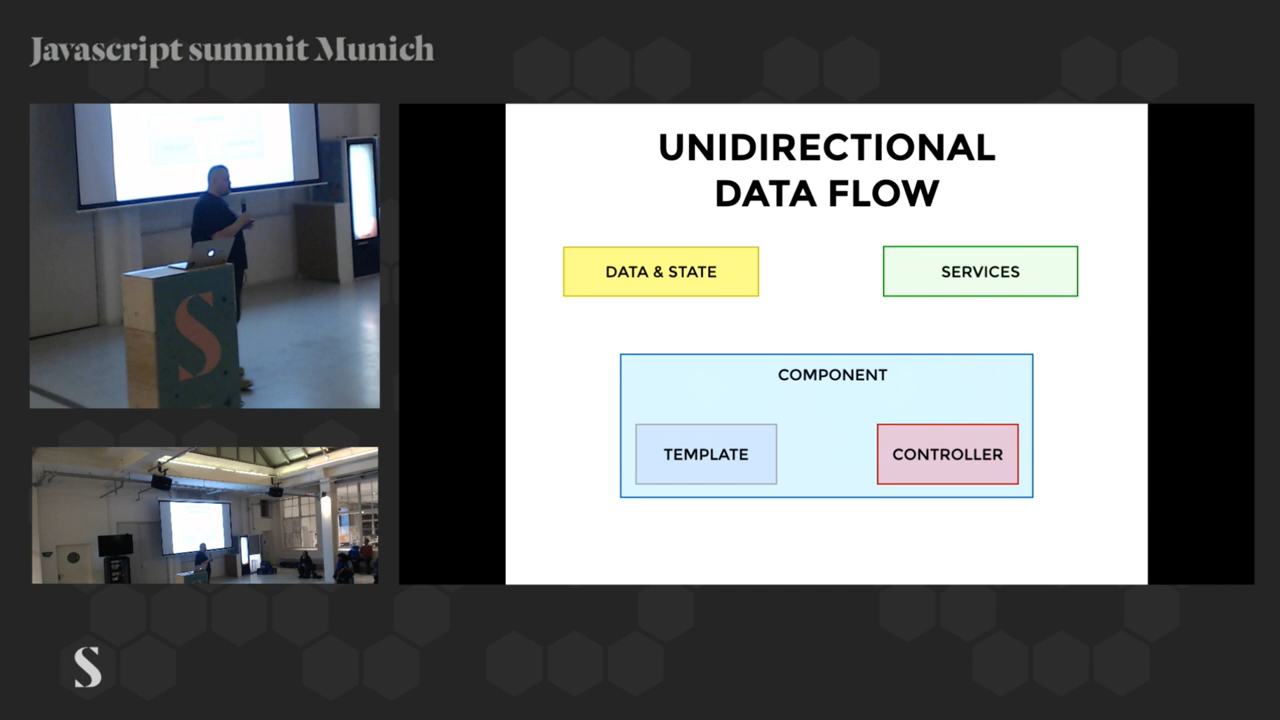 Javascript summit Munich
UNIDIRECTIONAL
DATA FLOW
DATA & STATE
SERVICES
COMPONENT
TEMPLATE
CONTROLLER
S
S